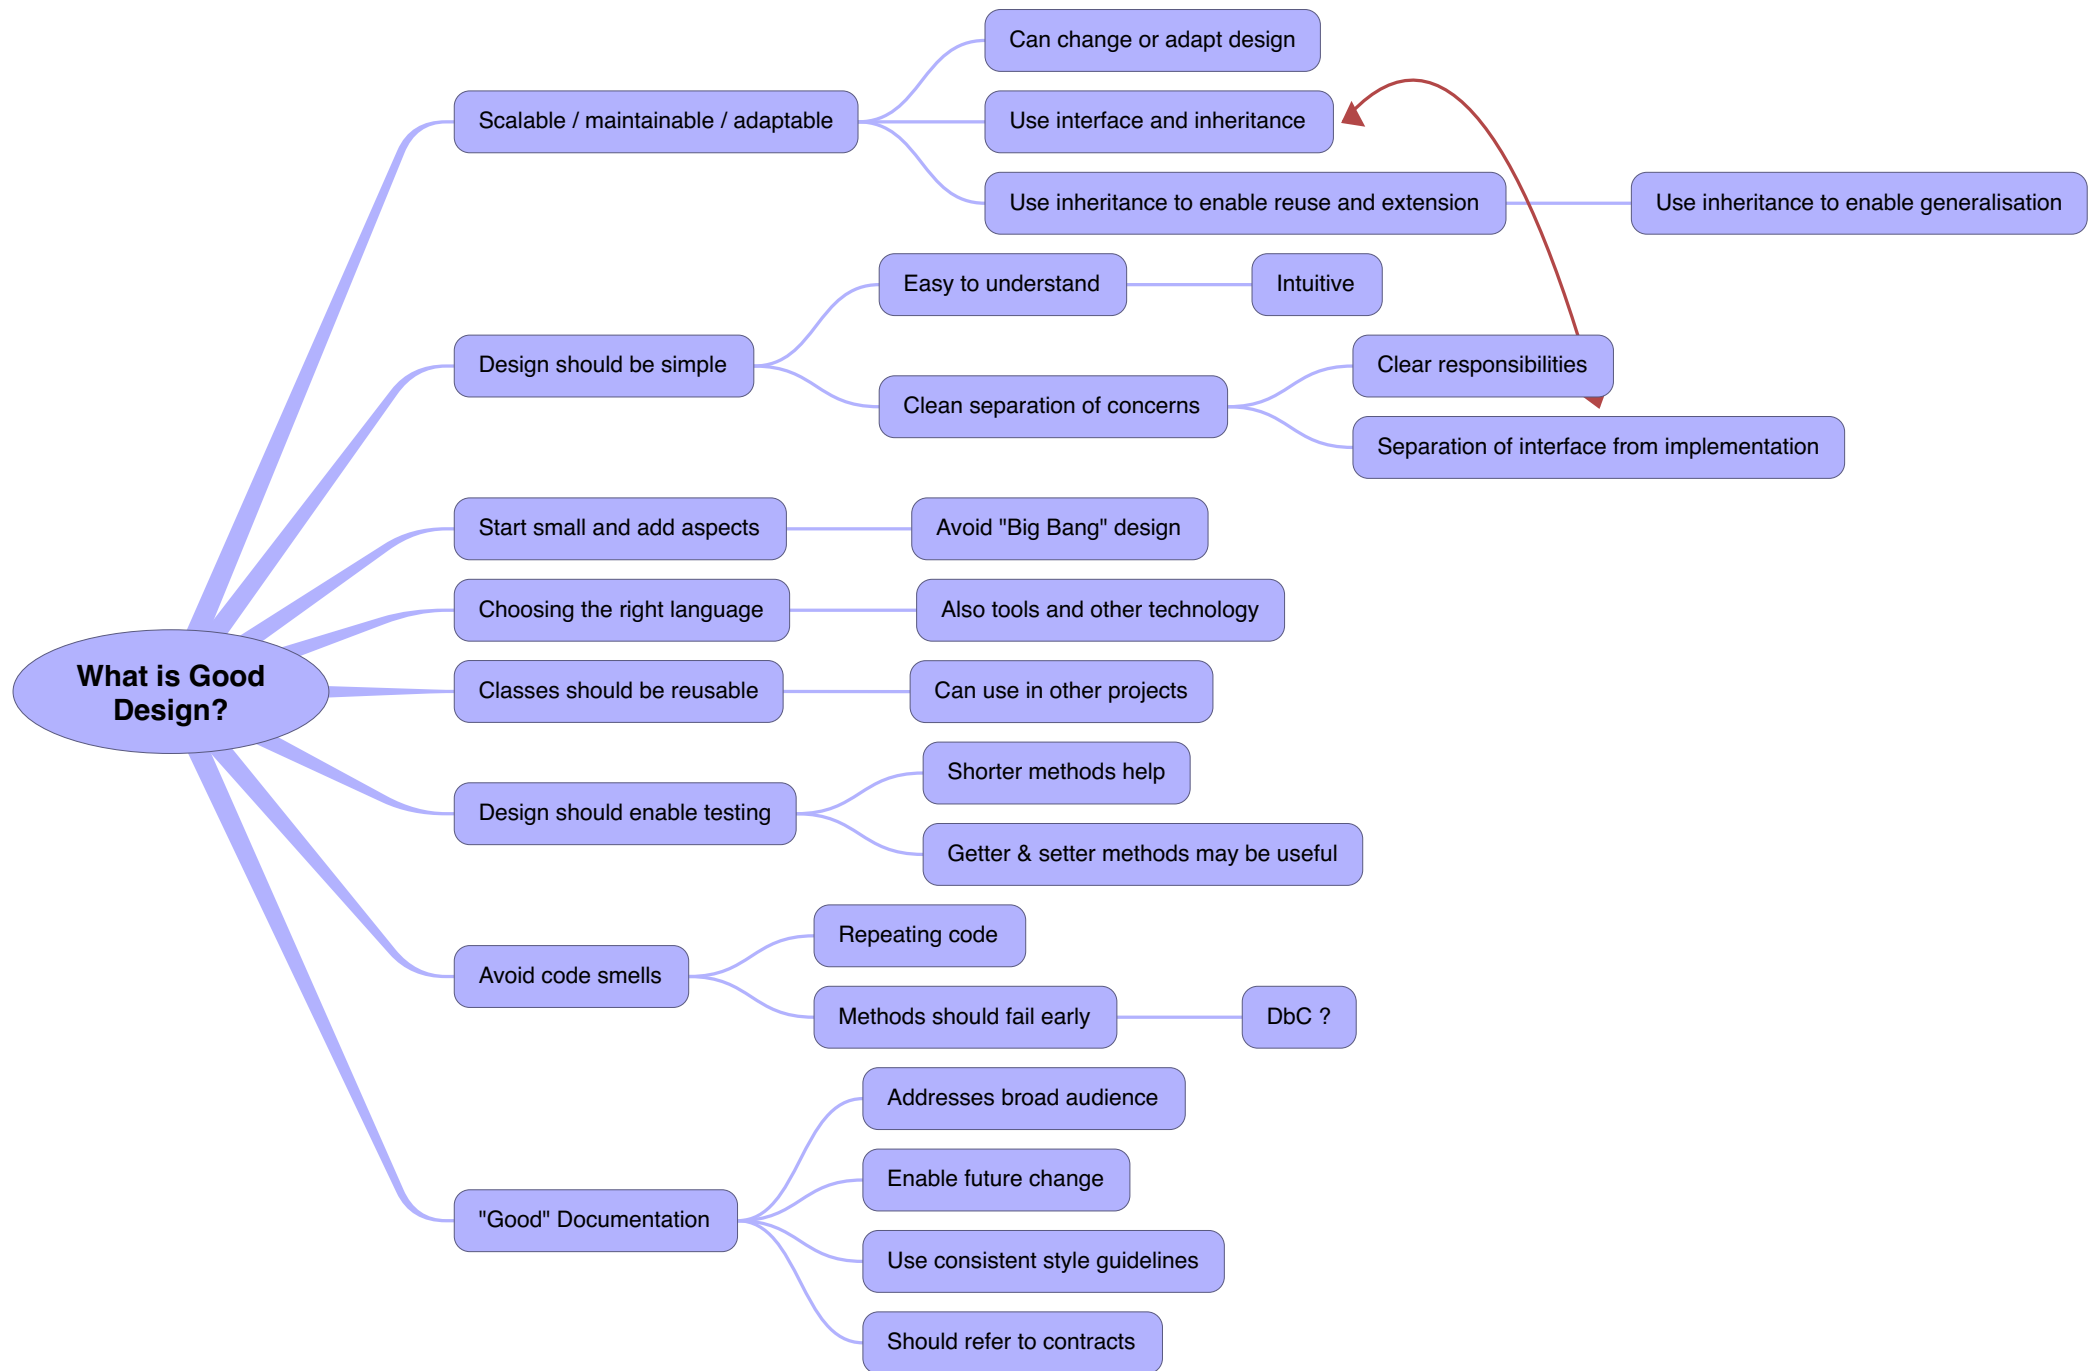 Can change or adapt design
Scalable / maintainable / adaptable
Use interface and inheritance
Use inheritance to enable reuse and extension
Use inheritance to enable generalisation
Easy to understand
Intuitive
Design should be simple
Clear responsibilities
Clean separation of concerns
Separation of interface from implementation
Start small and add aspects
Avoid "Big Bang" design
Choosing the right language
Also tools and other technology
What is Good
Design?
Classes should be reusable
Can use in other projects
Shorter methods help
Design should enable testing
Getter & setter methods may be useful
Repeating code
Avoid code smells
Methods should fail early
DbC ?
Addresses broad audience
Enable future change
"Good" Documentation
Use consistent style guidelines
Should refer to contracts